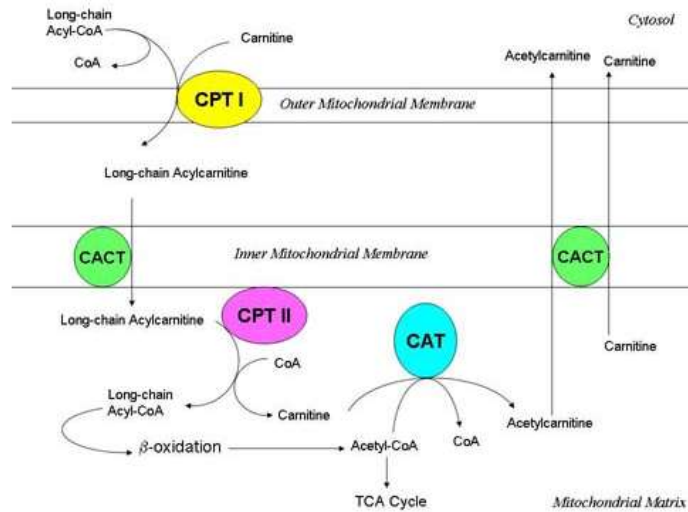 Long-chain
Acyl-CoA
CoA
Carnitine
Cytosol
Acetylcarnitine
Carnitine
CPT I
Outer Mitochondrial Membrane
Long-chain Acylcarnitine
CACT
Inner Mitochondrial Membrane
CACT
Long-chain Acylcarnitine
CPT II
CAT
CoA
Carnitine
Long-chain
Acyl-CoA
Carnitine
Acetylcarnitine
β-oxidation
Acetyl-CoA
CoA
TCA Cycle
Mitochondrial Matrix